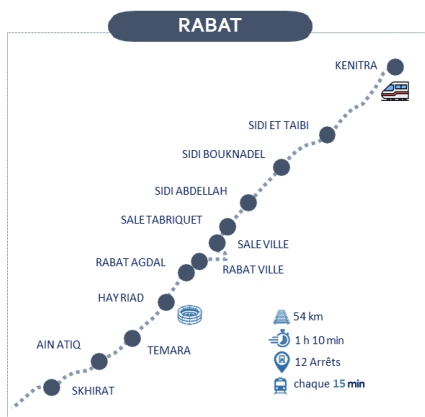 RABAT
KENITRA
SIDI ET TAIBI
SIDI BOUKNADEL
SIDI ABDELLAH
SALE TABRIQUET
SALE VILLE
RABAT AGDAL
RABAT VILLE
HAY RIAD
TEMARA
AIN ATIQ
SKHIRAT
54 km
1 h 10 min
12 Arrêts
chaque 15 min